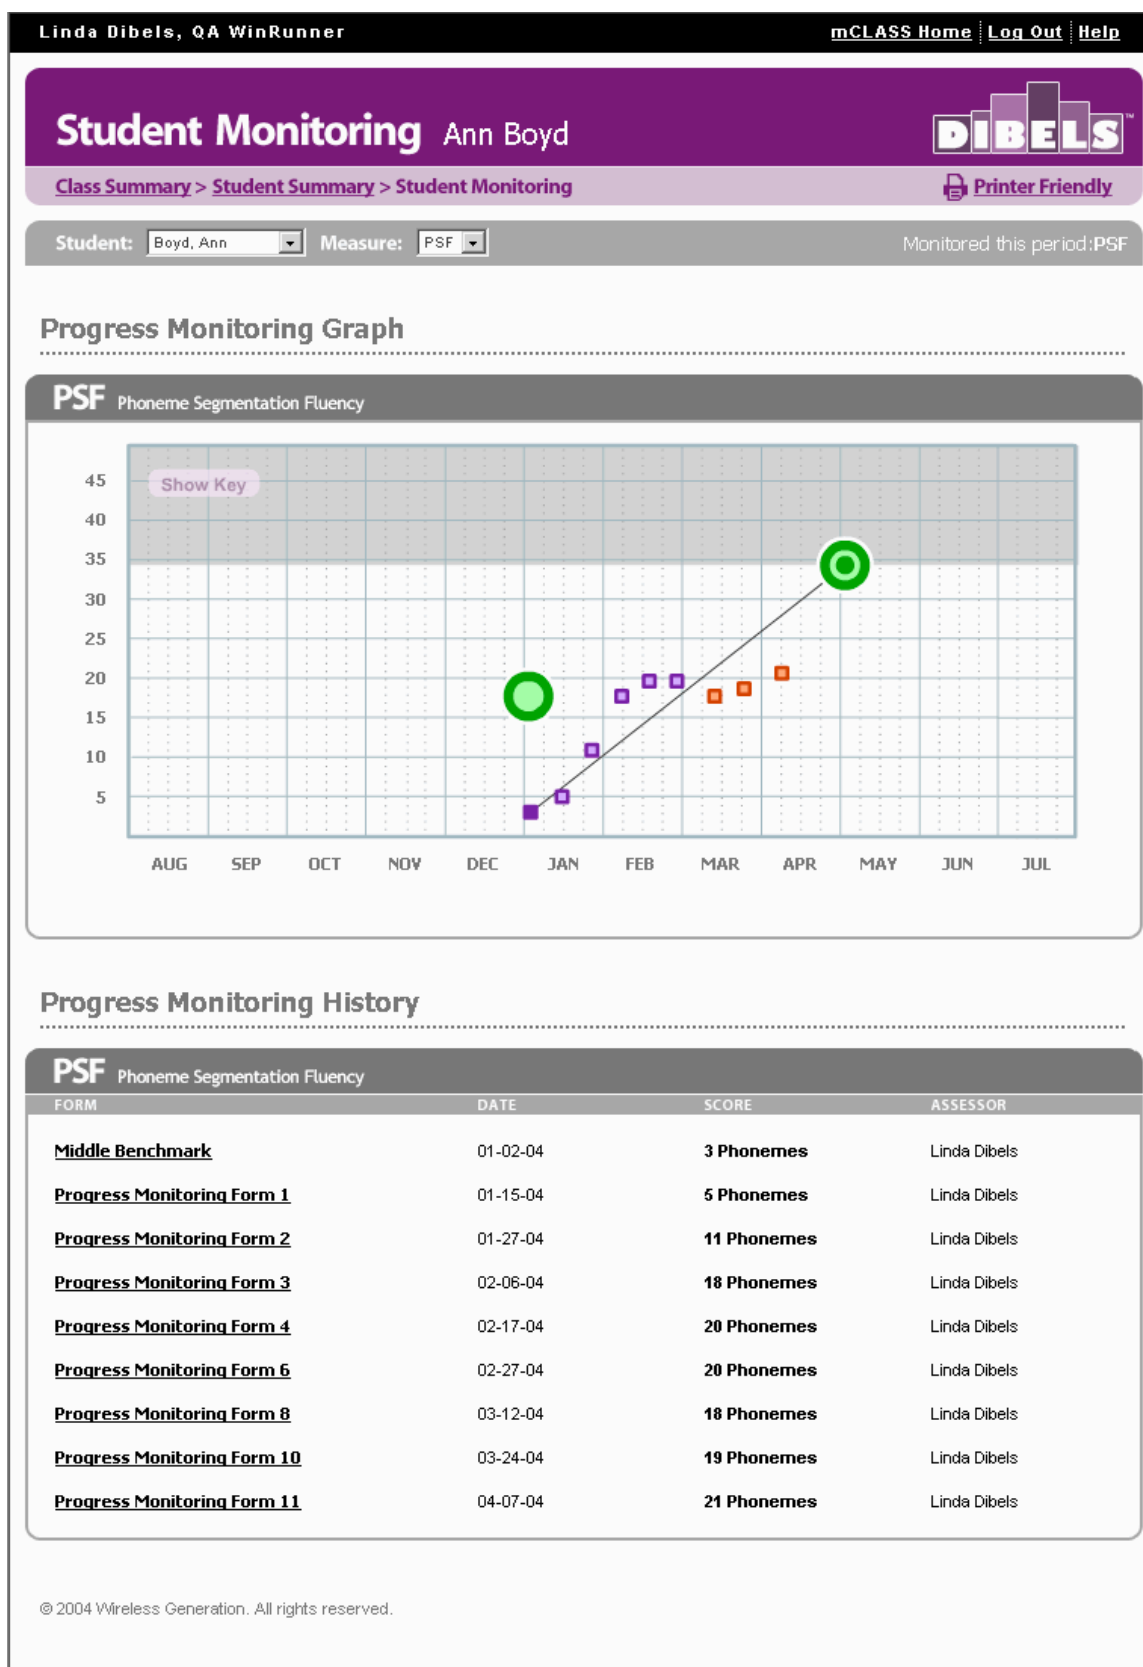 Linda Dibels, QA WinRunner mCLASS Home Log Out Help
Student Monitoring Ann Boyd DIBELS™
Class Summary > Student Summary > Student Monitoring Printer Friendly
Student: Boyd, Ann Measure: PSF Monitored this period:PSF
Progress Monitoring Graph
PSF Phoneme Segmentation Fluency
Show Key
45
40
35
30
25
20
15
10
5
AUG SEP OCT NOV DEC JAN FEB MAR APR MAY JUN JUL
Progress Monitoring History
PSF Phoneme Segmentation Fluency
FORM DATE SCORE ASSESSOR
Middle Benchmark 01-02-04 3 Phonemes Linda Dibels
Progress Monitoring Form 1 01-15-04 5 Phonemes Linda Dibels
Progress Monitoring Form 2 01-27-04 11 Phonemes Linda Dibels
Progress Monitoring Form 3 02-06-04 18 Phonemes Linda Dibels
Progress Monitoring Form 4 02-17-04 20 Phonemes Linda Dibels
Progress Monitoring Form 6 02-27-04 20 Phonemes Linda Dibels
Progress Monitoring Form 8 03-12-04 18 Phonemes Linda Dibels
Progress Monitoring Form 10 03-24-04 19 Phonemes Linda Dibels
Progress Monitoring Form 11 04-07-04 21 Phonemes Linda Dibels
© 2004 Wireless Generation. All rights reserved.